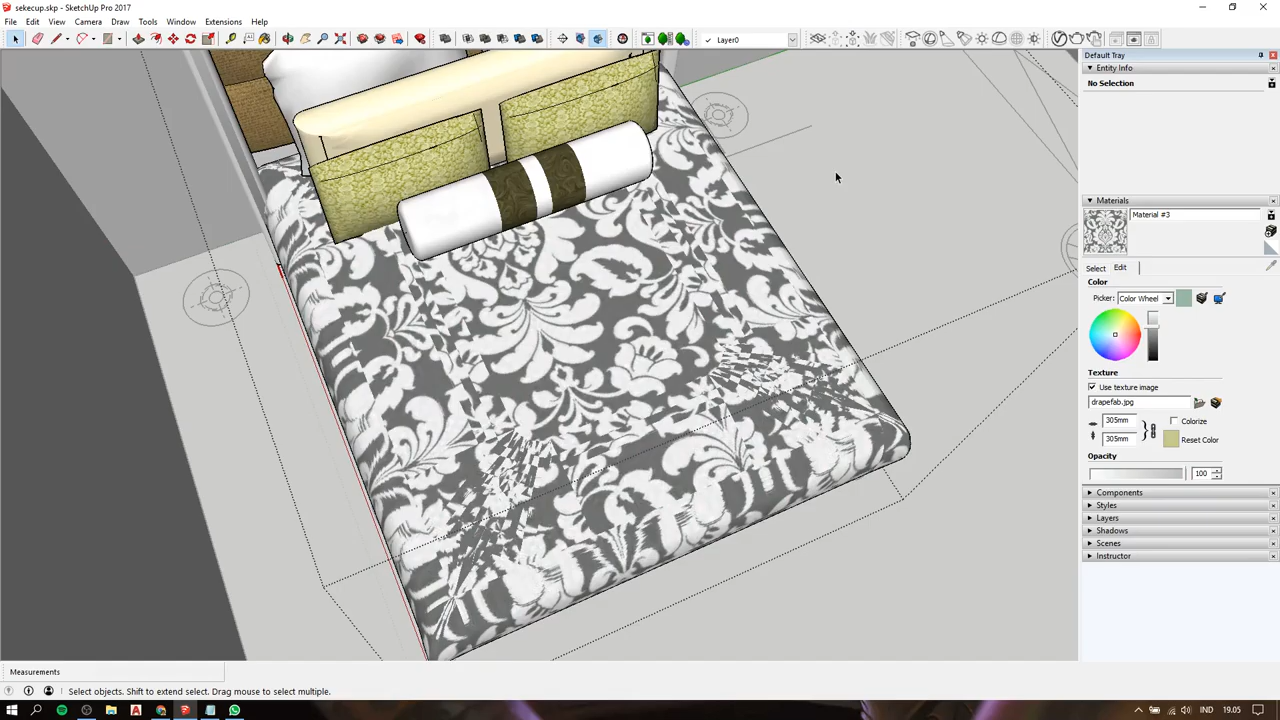 sekecup.skp - SketchUp Pro 2017
File Edit View Camera Draw Tools Window Extensions Help
Layer0
Default Tray
Entity Info
No Selection
Materials
Material #3
Select Edit
Color
Picker: Color Wheel
Texture
Use texture image
drapefab.jpg
305mm Colorize
305mm Reset Color
Opacity
100
Components
Styles
Layers
Shadows
Scenes
Instructor
Measurements
Select objects. Shift to extend select. Drag mouse to select multiple.
IND 19.05